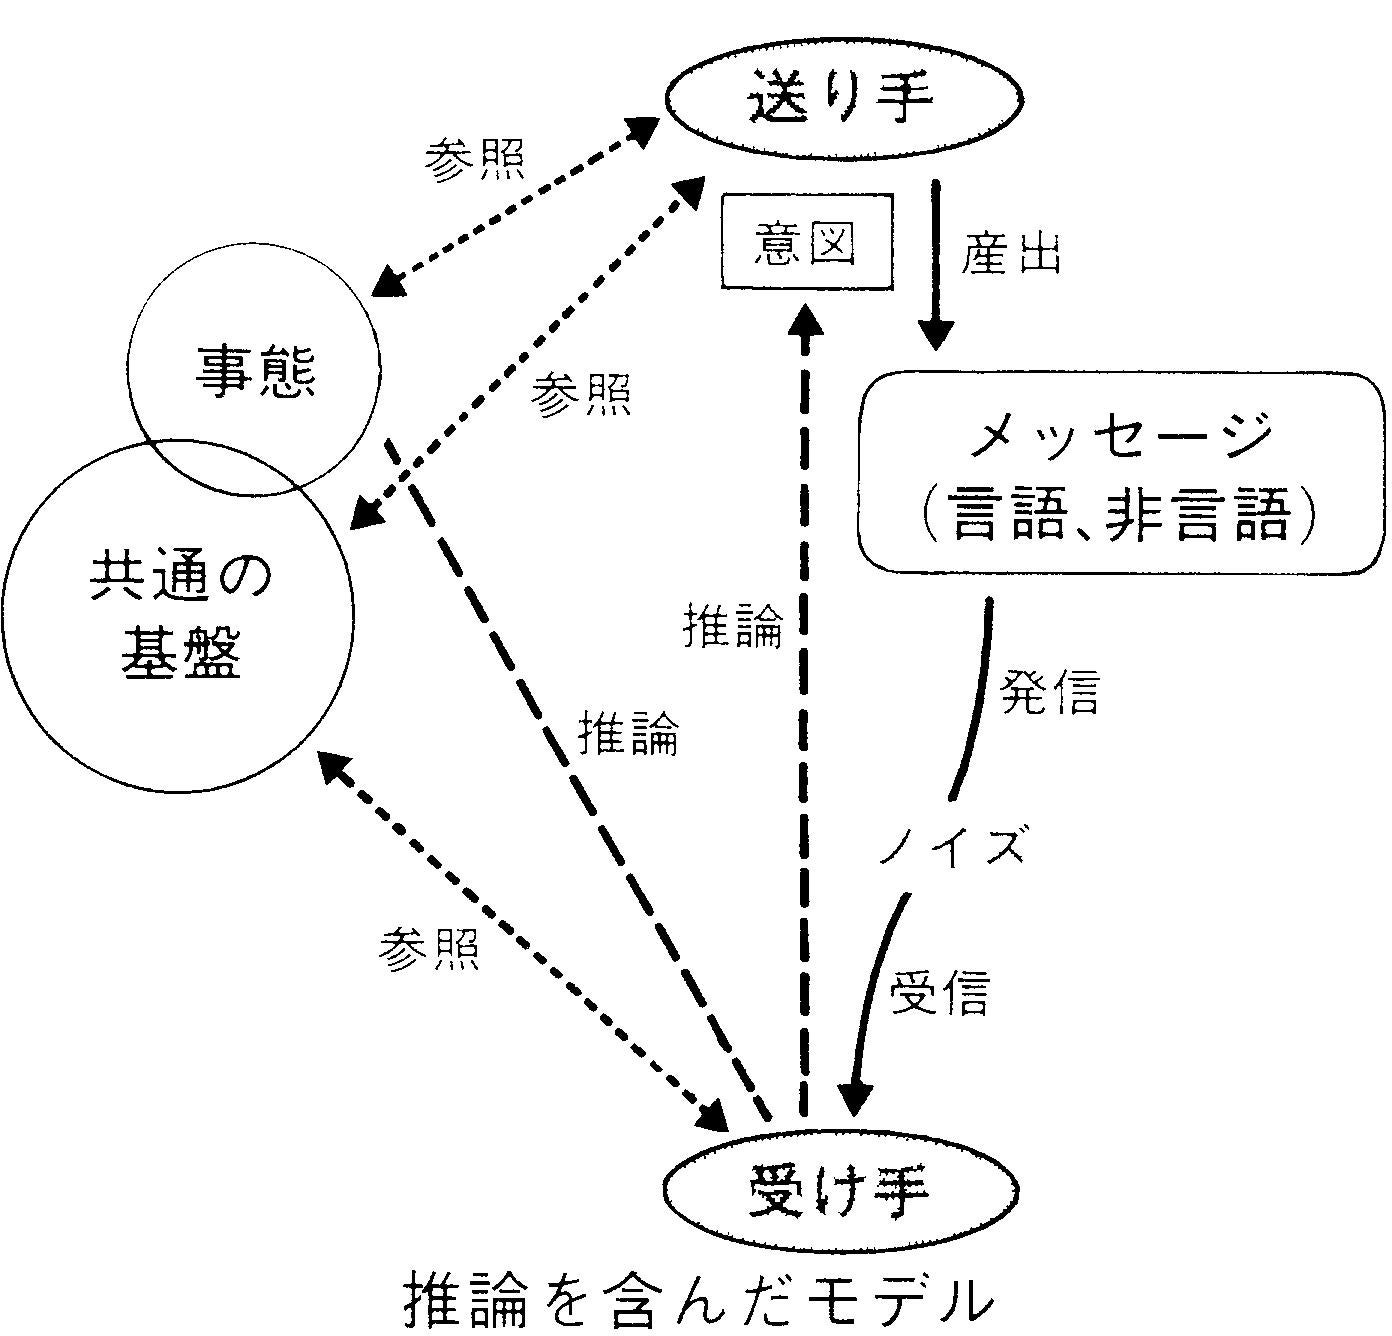 送り手
参照
意図
産出
事態
参照
メッセージ
(言語、非言語)
共通の
基盤
推論
発信
推論
ノイズ
参照
受信
受け手
推論を含んだモデル